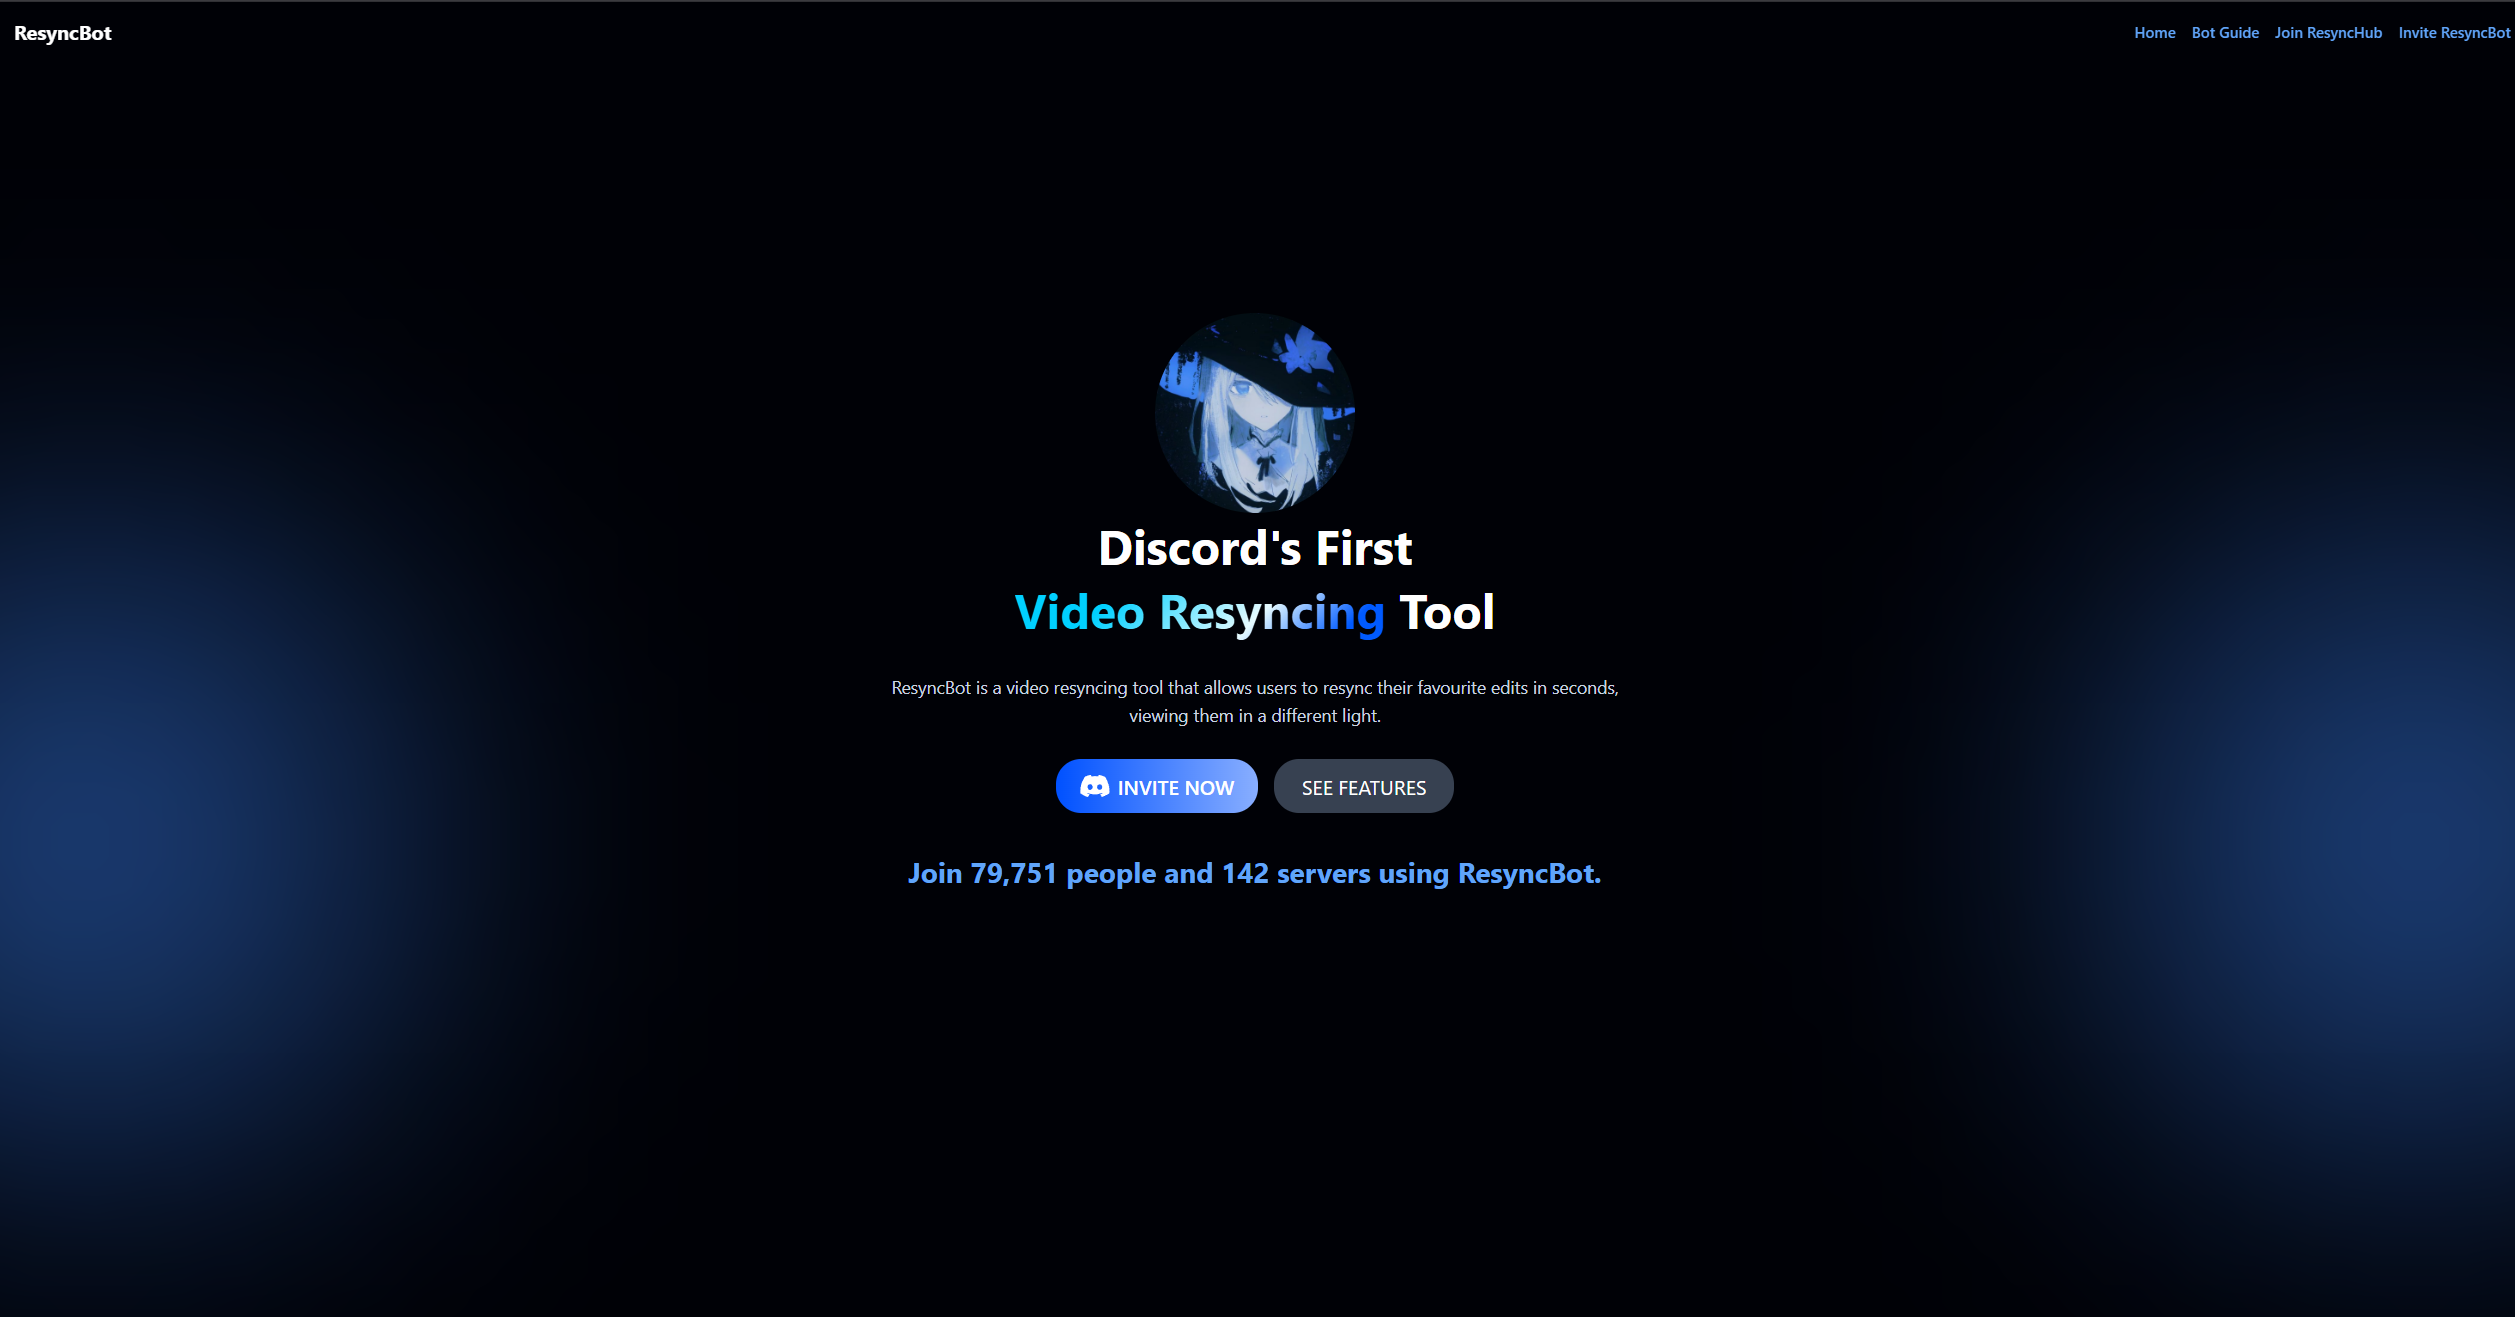 ResyncBot
Home Bot Guide Join ResyncHub Invite ResyncBot
Discord's First
Video Resyncing Tool
ResyncBot is a video resyncing tool that allows users to resync their favourite edits in seconds,
viewing them in a different light.
INVITE NOW SEE FEATURES
Join 79,751 people and 142 servers using ResyncBot.